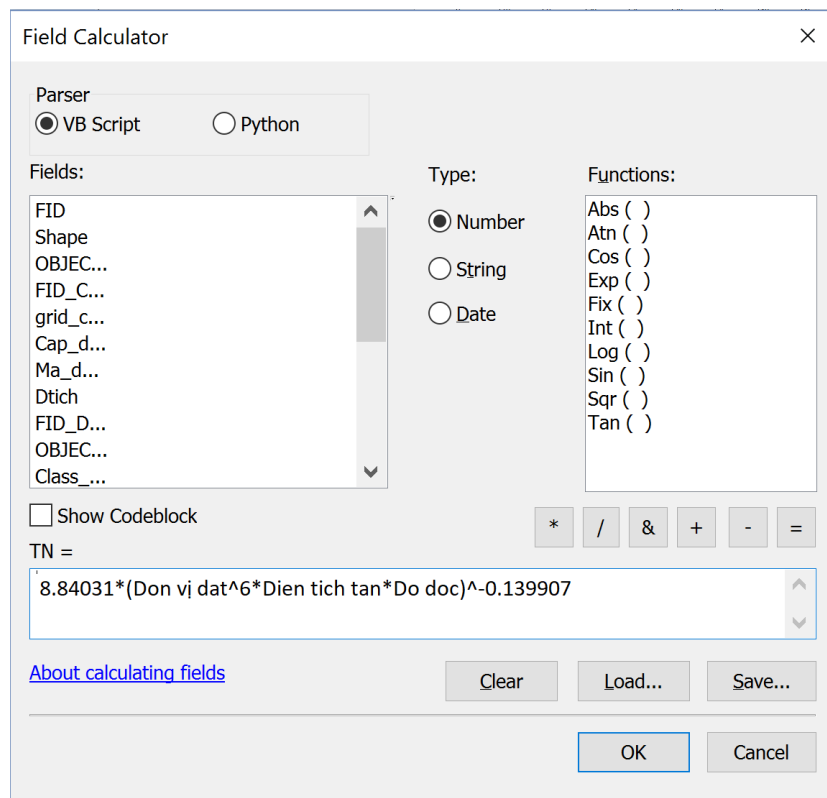 Field Calculator
Parser
VB Script
Python
Fields:
FID
Shape
OBJEC...
FID_C...
grid_c...
Cap_d...
Ma_d...
Dtich
FID_D...
OBJEC...
Class_...
Type:
Number
String
Date
Functions:
Abs ( )
Atn ( )
Cos ( )
Exp ( )
Fix ( )
Int ( )
Log ( )
Sin ( )
Sqr ( )
Tan ( )
Show Codeblock
* / & + - =
TN =
8.84031*(Don vị dat^6*Dien tich tan*Do doc)^-0.139907
About calculating fields
Clear
Load...
Save...
OK
Cancel